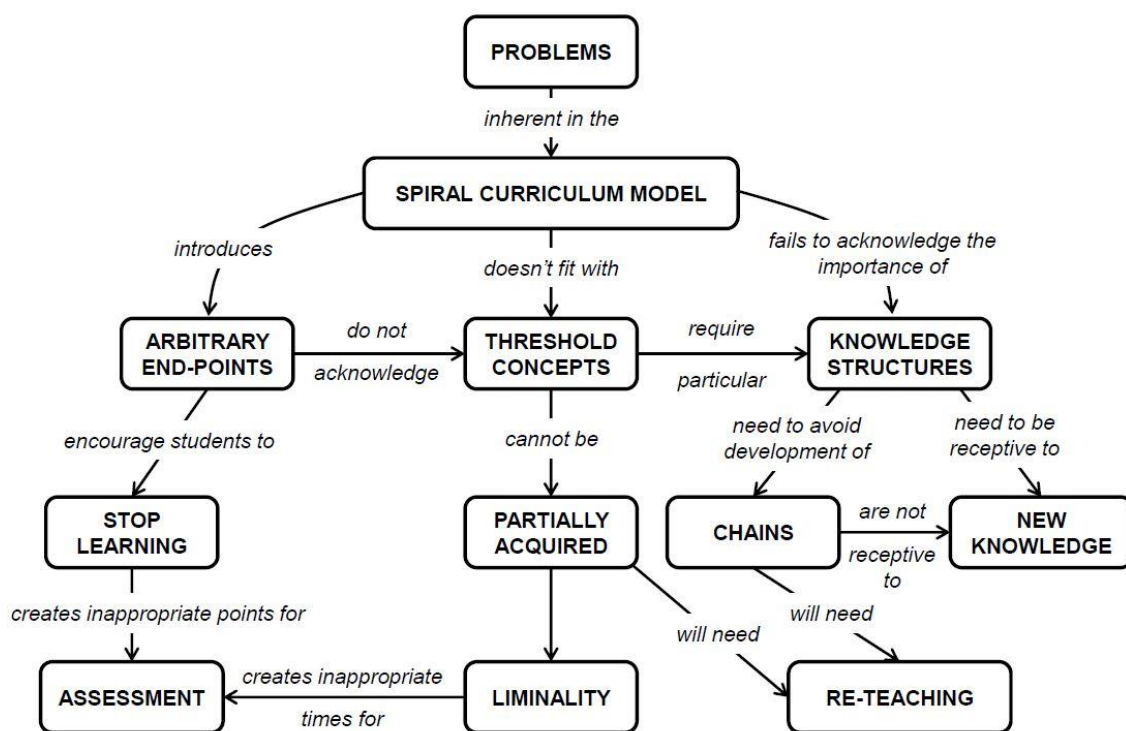 PROBLEMS
inherent in the
SPIRAL CURRICULUM MODEL
introduces
doesn't fit with
fails to acknowledge the
importance of
ARBITRARY
END-POINTS
do not
acknowledge
THRESHOLD
CONCEPTS
require
particular
KNOWLEDGE
STRUCTURES
encourage students to
cannot be
need to avoid
development of
need to be
receptive to
STOP
LEARNING
PARTIALLY
ACQUIRED
CHAINS
are not
receptive
to
NEW
KNOWLEDGE
creates inappropriate points for
will need
will need
ASSESSMENT
creates inappropriate
times for
LIMINALITY
RE-TEACHING